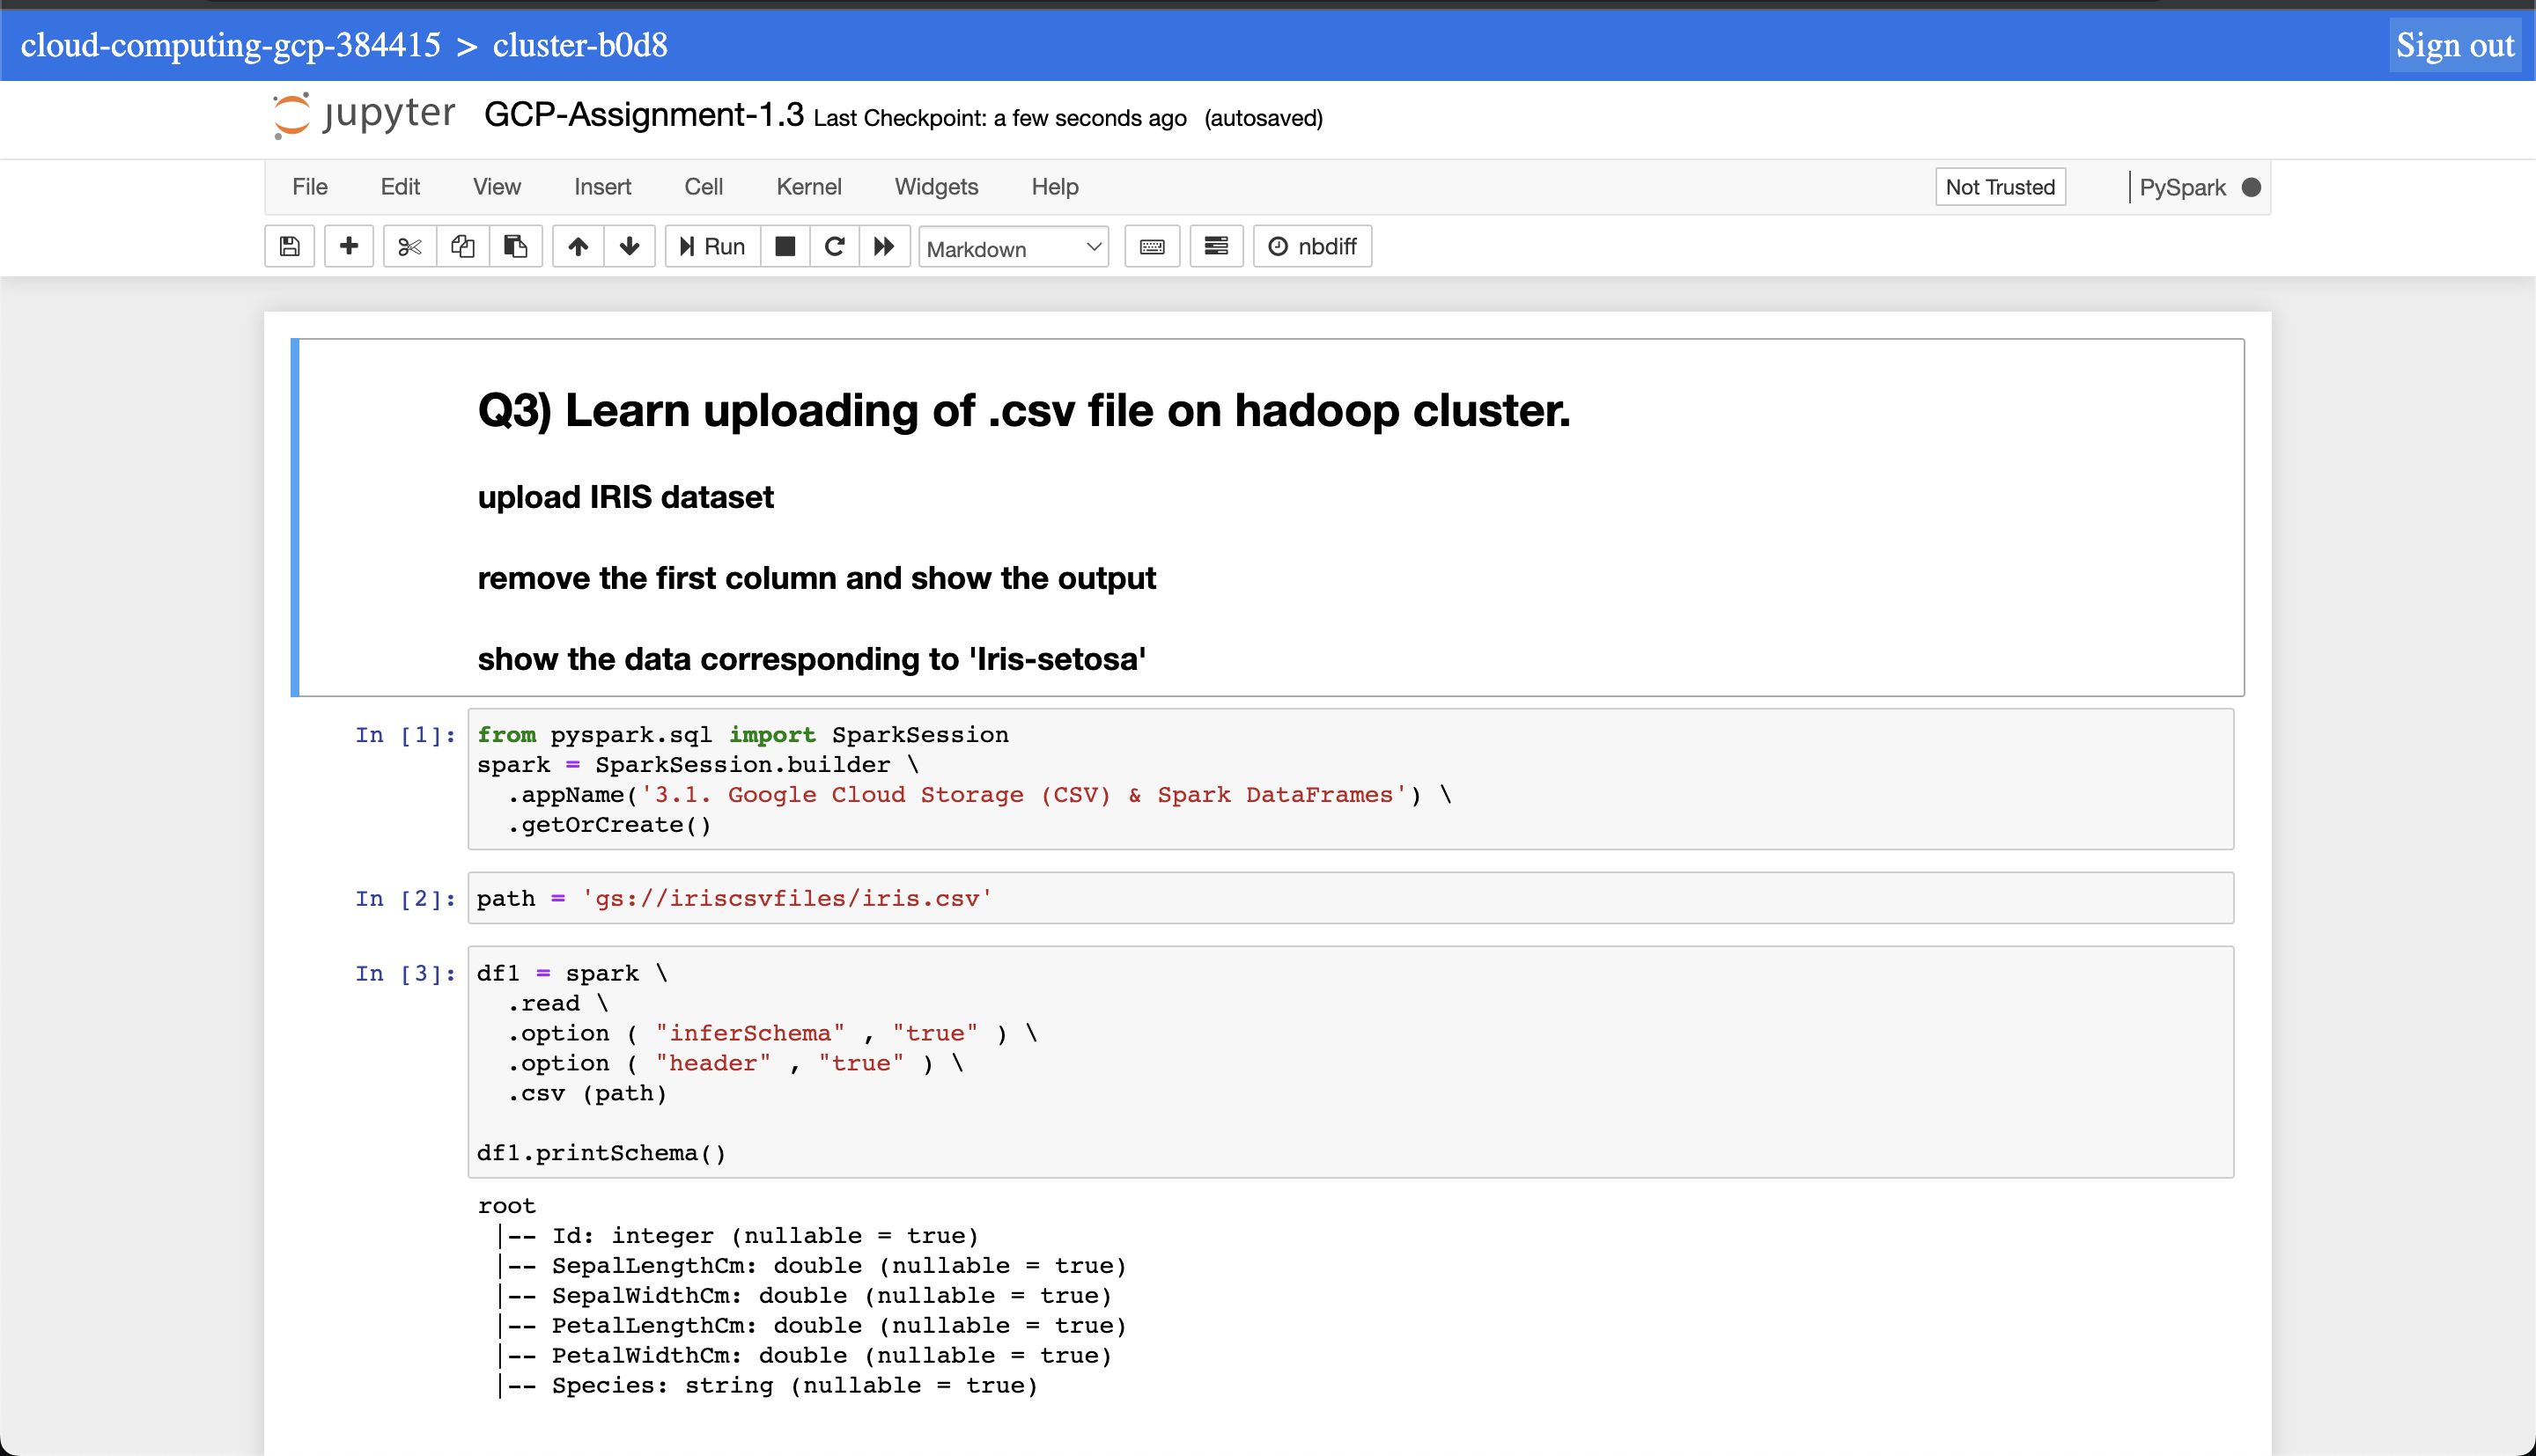 cloud-computing-gcp-384415 > cluster-b0d8
Sign out
jupyter GCP-Assignment-1.3 Last Checkpoint: a few seconds ago (autosaved)
File Edit View Insert Cell Kernel Widgets Help
Not Trusted
PySpark
Run
Markdown
nbdiff
Q3) Learn uploading of .csv file on hadoop cluster.
upload IRIS dataset
remove the first column and show the output
show the data corresponding to 'Iris-setosa'
In [1]: from pyspark.sql import SparkSession
spark = SparkSession.builder \
  .appName('3.1. Google Cloud Storage (CSV) & Spark DataFrames') \
  .getOrCreate()
In [2]: path = 'gs://iriscsvfiles/iris.csv'
In [3]: df1 = spark \
  .read \
  .option ( "inferSchema" , "true" ) \
  .option ( "header" , "true" ) \
  .csv (path)
df1.printSchema()
root
 |-- Id: integer (nullable = true)
 |-- SepalLengthCm: double (nullable = true)
 |-- SepalWidthCm: double (nullable = true)
 |-- PetalLengthCm: double (nullable = true)
 |-- PetalWidthCm: double (nullable = true)
 |-- Species: string (nullable = true)